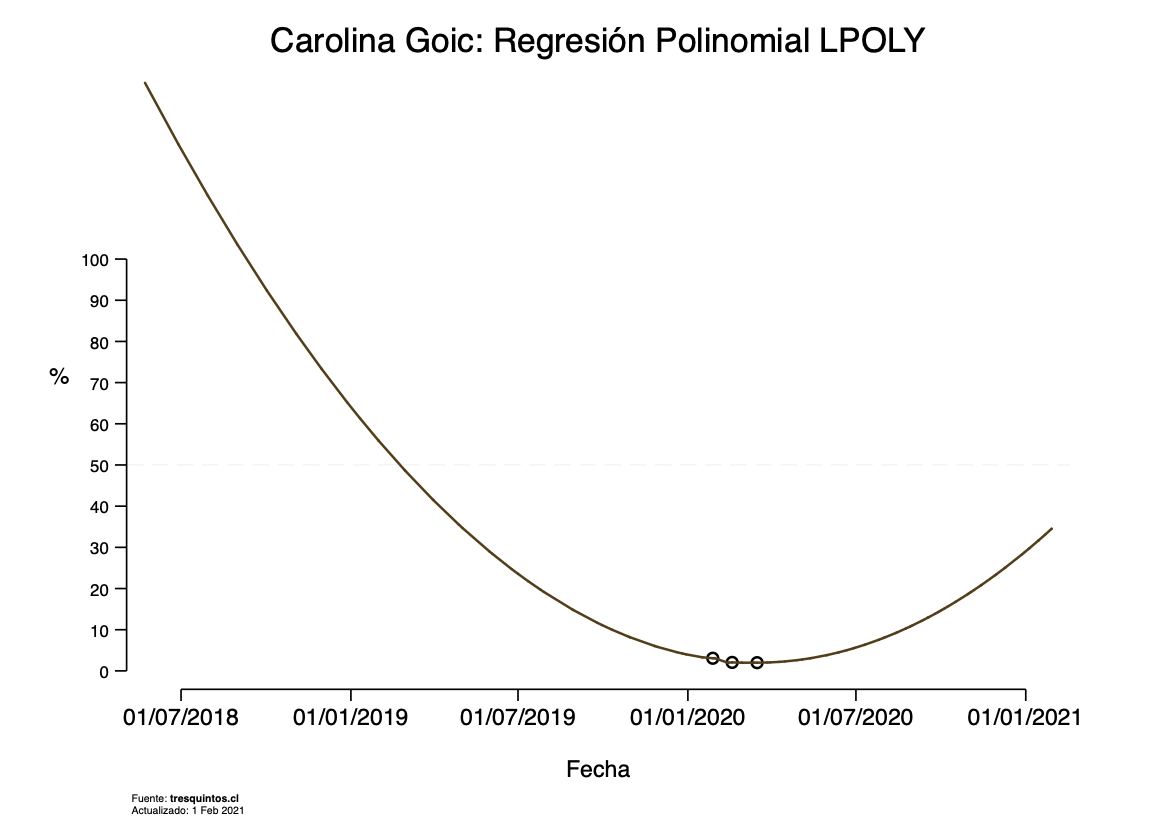 Carolina Goic: Regresión Polinomial LPOLY
100
90
80
%
70
60
50
40
30
20
10
0
01/07/2018 01/01/2019 01/07/2019 01/01/2020 01/07/2020 01/01/2021
Fecha
Fuente: tresquintos.cl
Actualizado: 1 Feb 2021